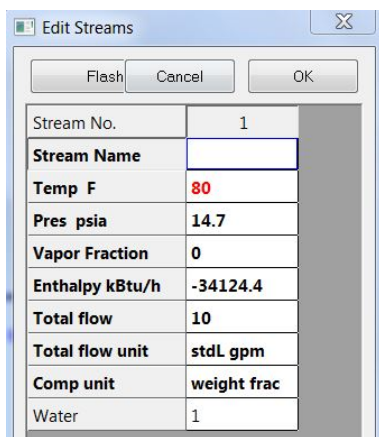 Edit Streams
Flash Cancel OK
Stream No. 1
Stream Name
Temp F 80
Pres psia 14.7
Vapor Fraction 0
Enthalpy kBtu/h -34124.4
Total flow 10
Total flow unit stdL gpm
Comp unit weight frac
Water 1